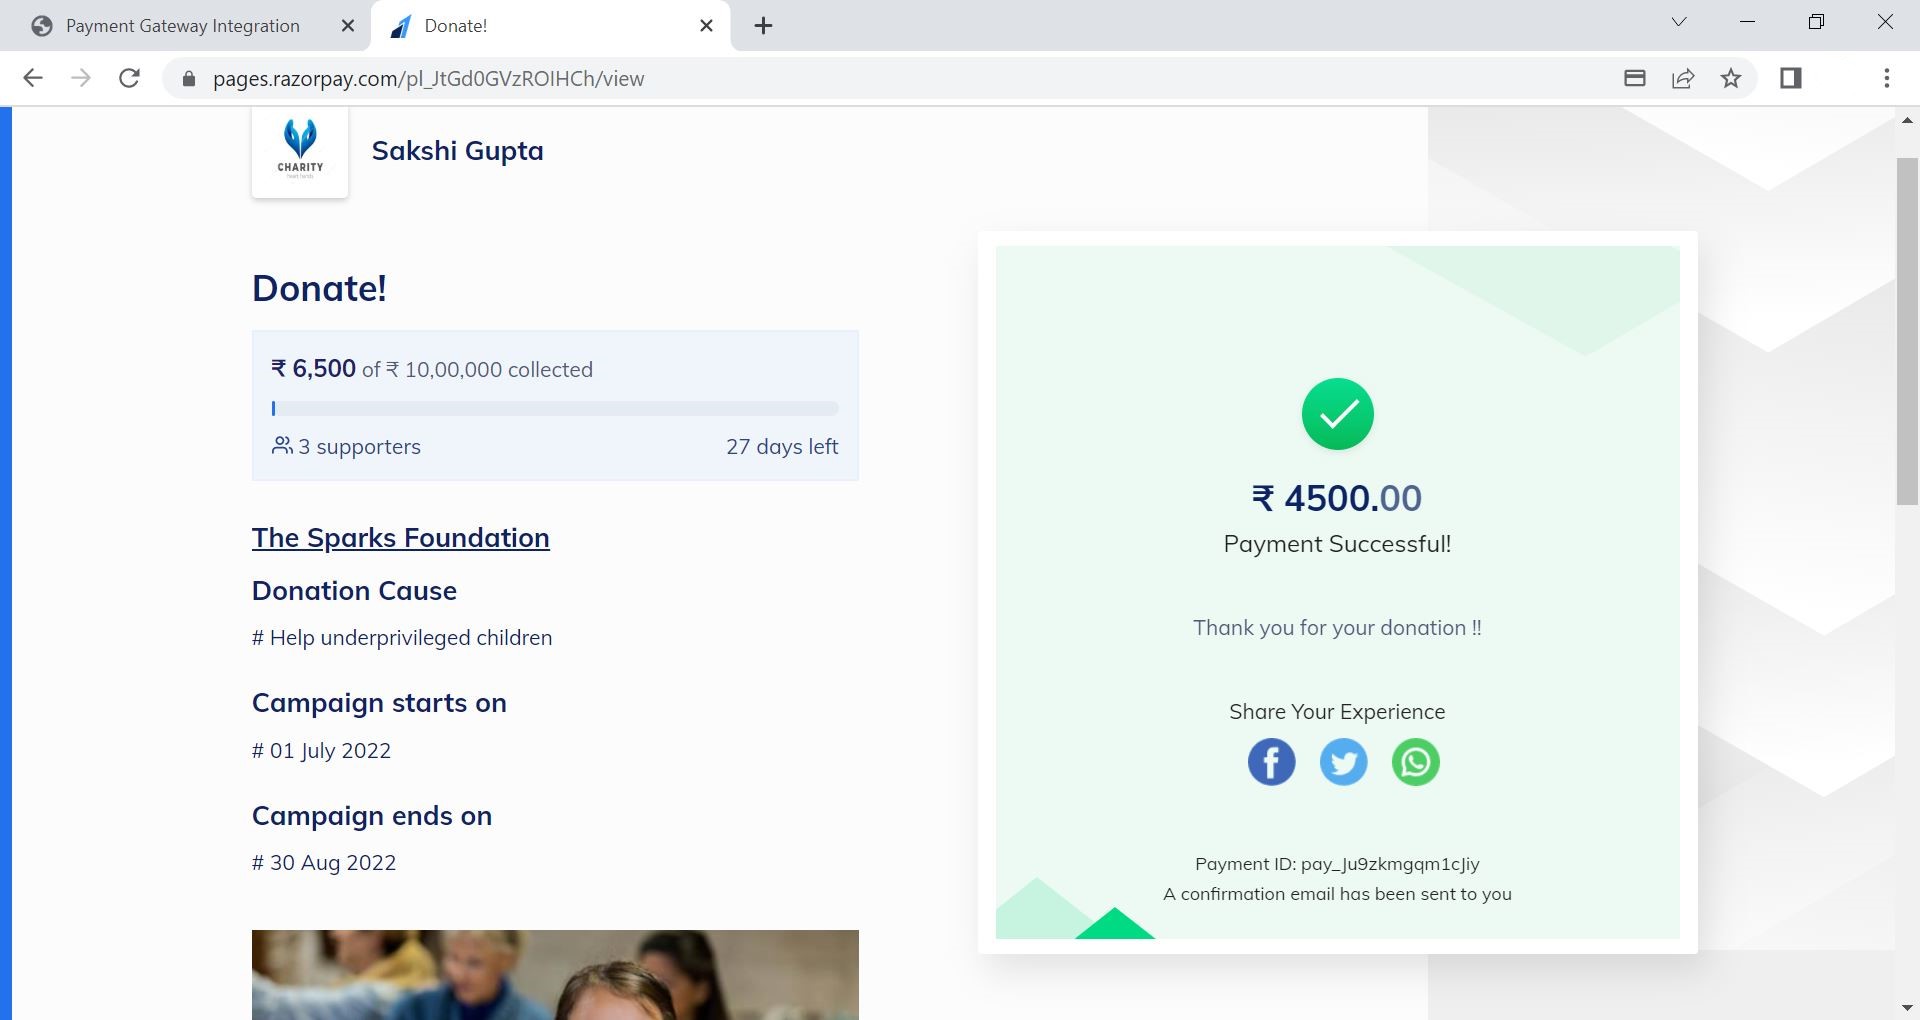 Payment Gateway Integration
Donate!
pages.razorpay.com/pl_JtGd0GVzROIHCh/view
CHARITY
Sakshi Gupta
Donate!
₹ 6,500 of ₹ 10,00,000 collected
3 supporters
27 days left
The Sparks Foundation
Donation Cause
# Help underprivileged children
Campaign starts on
# 01 July 2022
Campaign ends on
# 30 Aug 2022
₹ 4500.00
Payment Successful!
Thank you for your donation !!
Share Your Experience
Payment ID: pay_Ju9zkmgqm1cJiy
A confirmation email has been sent to you